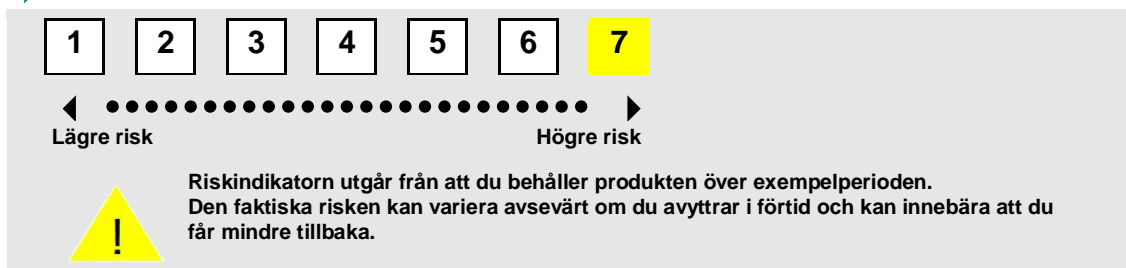 1 2 3 4 5 6 7
Lägre risk Högre risk
Riskindikatorn utgår från att du behåller produkten över exempelperioden.
Den faktiska risken kan variera avsevärt om du avyttrar i förtid och kan innebära att du
får mindre tillbaka.
!